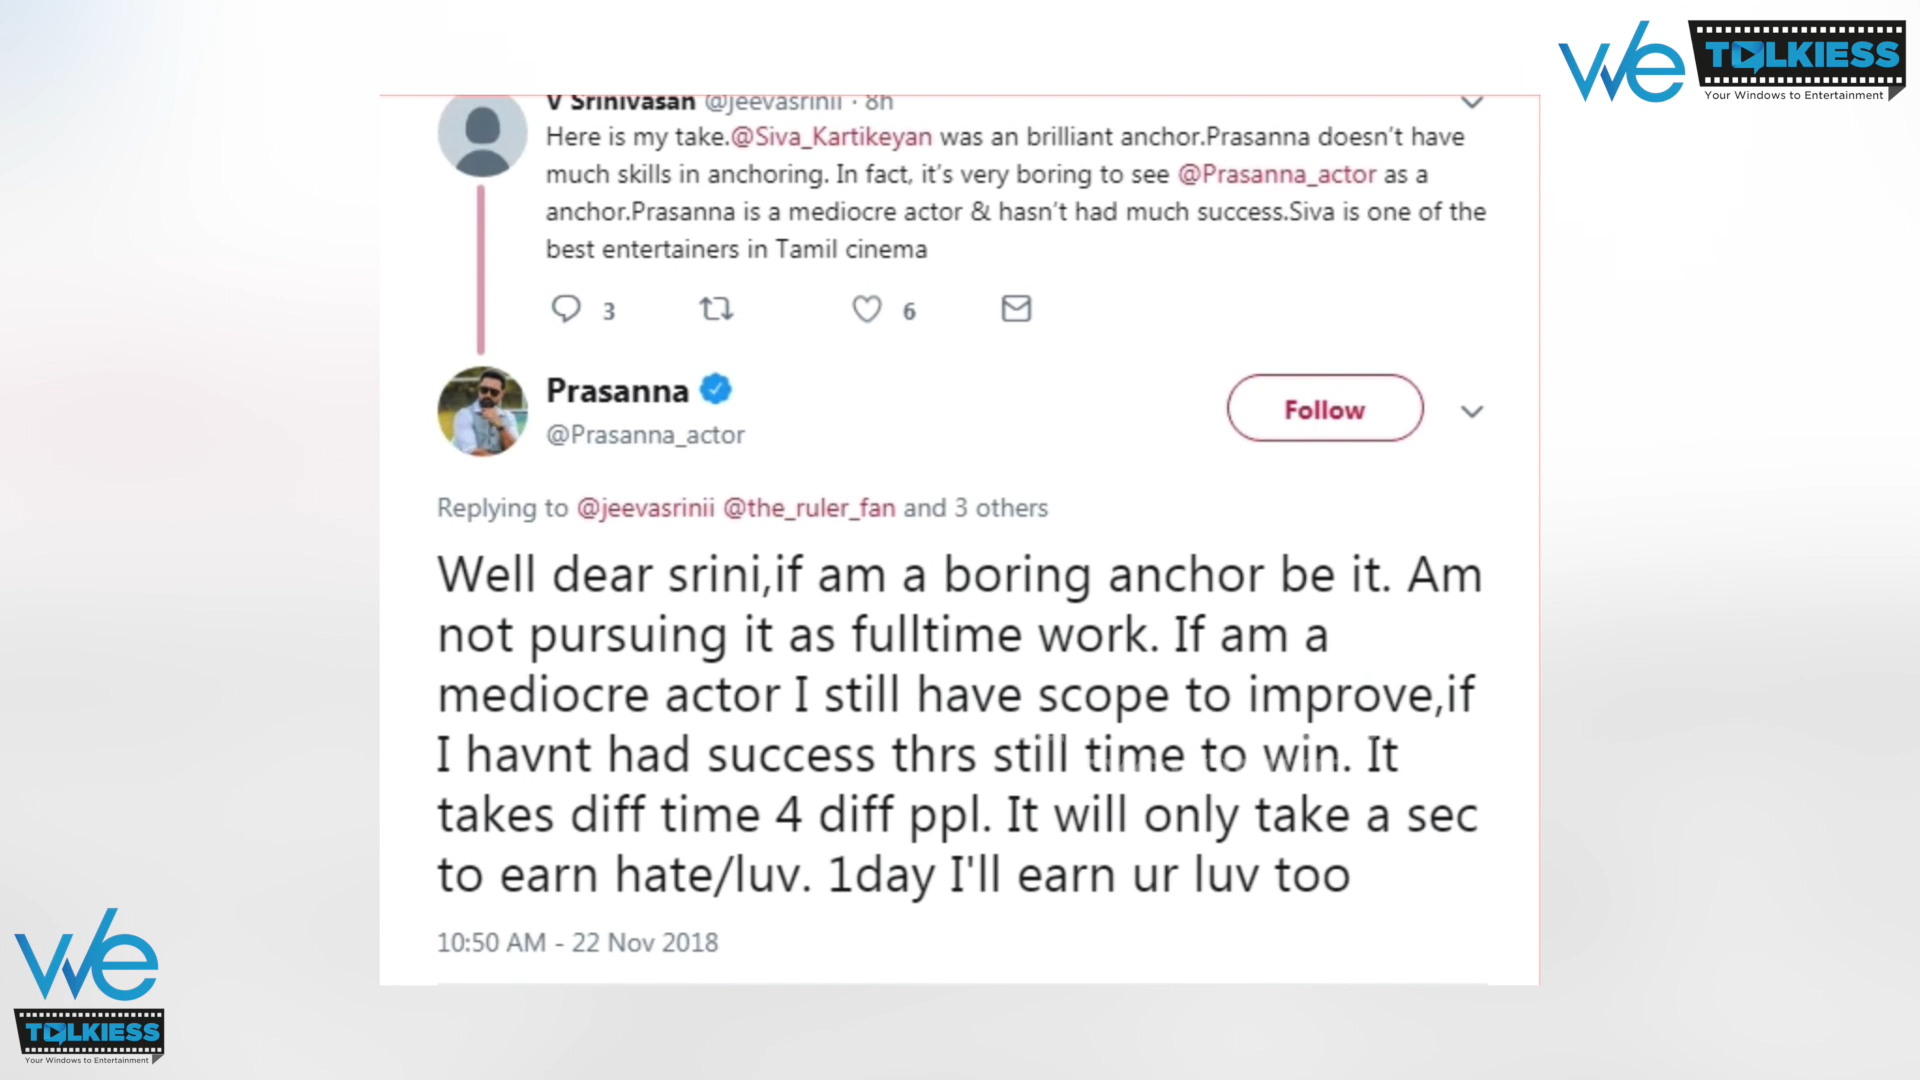 We TALKIESS
Your Windows to Entertainment
V Srinivasan @jeevasrinii · 8h
Here is my take.@Siva_Kartikeyan was an brilliant anchor.Prasanna doesn't have
much skills in anchoring. In fact, it's very boring to see @Prasanna_actor as a
anchor.Prasanna is a mediocre actor & hasn't had much success.Siva is one of the
best entertainers in Tamil cinema
3 6
Prasanna
@Prasanna_actor
Follow
Replying to @jeevasrinii @the_ruler_fan and 3 others
Well dear srini,if am a boring anchor be it. Am
not pursuing it as fulltime work. If am a
mediocre actor I still have scope to improve,if
I havnt had success thrs still time to win. It
takes diff time 4 diff ppl. It will only take a sec
to earn hate/luv. 1day I'll earn ur luv too
10:50 AM - 22 Nov 2018
We
TALKIESS
Your Windows to Entertainment